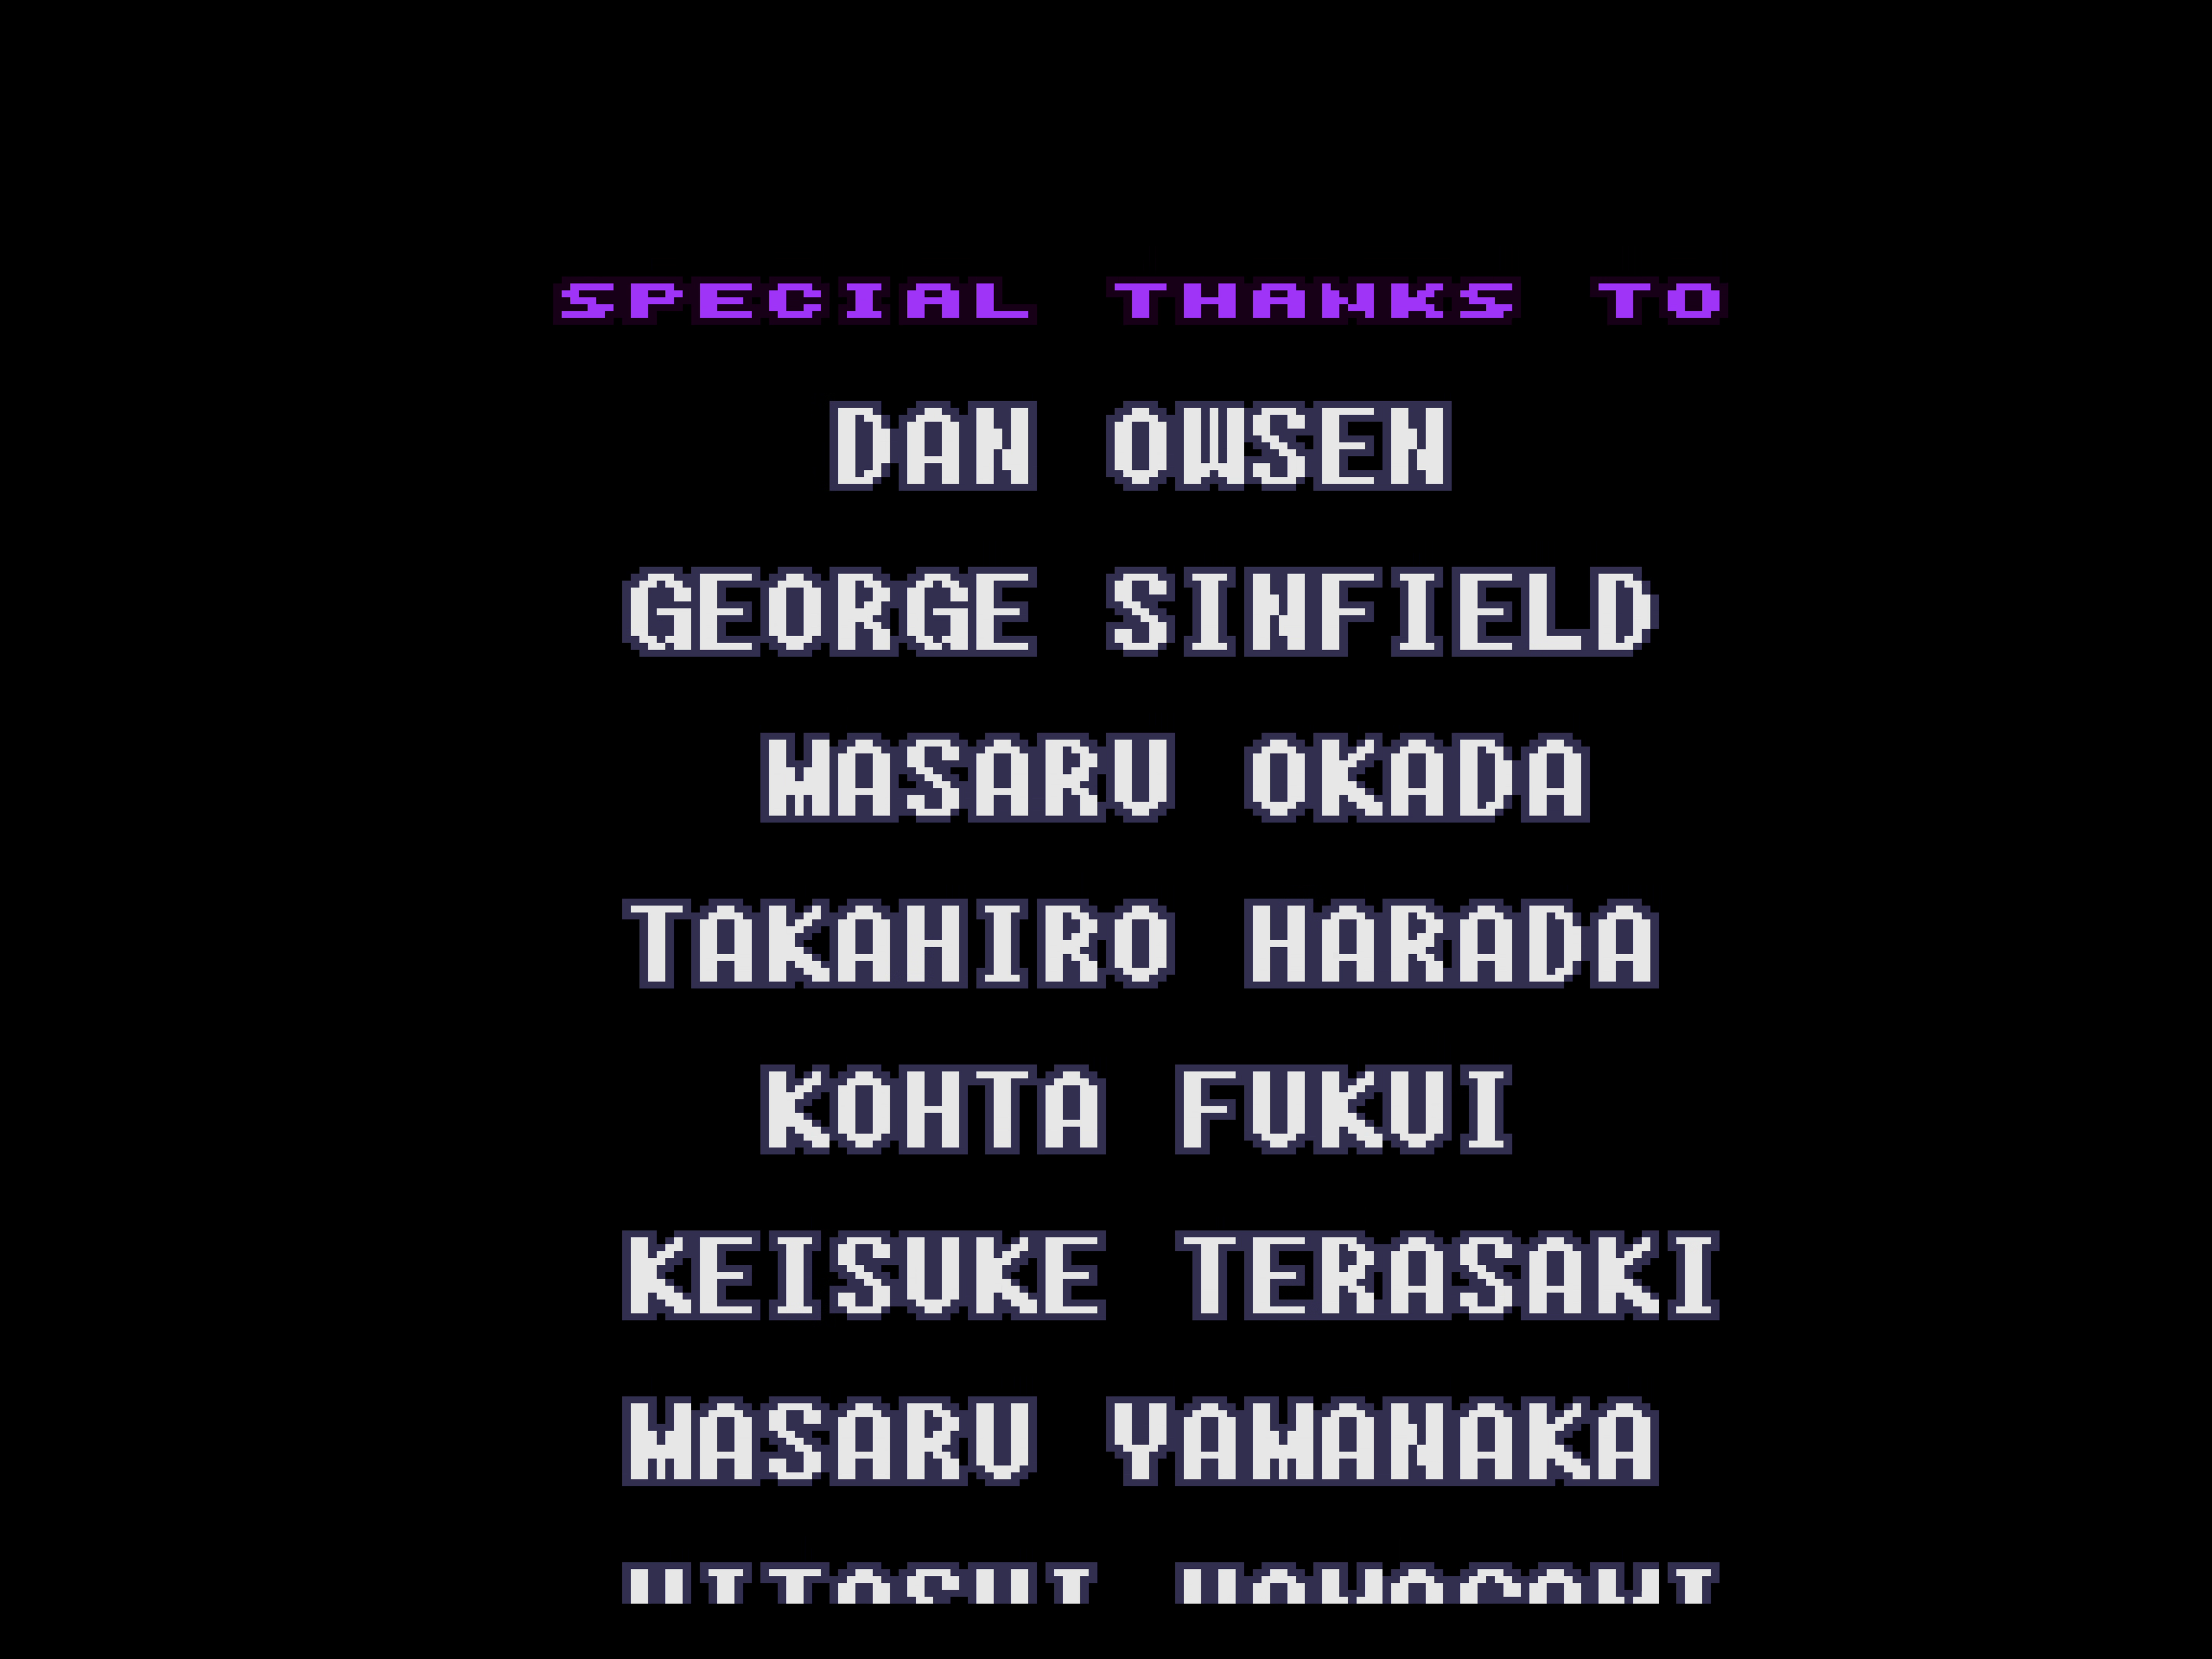 SPECIAL THANKS TO
DAN OWSEN
GEORGE SINFIELD
MASARU OKADA
TAKAHIRO HARADA
KOHTA FUKUI
KEISUKE TERASAKI
MASARU YAMANAKA